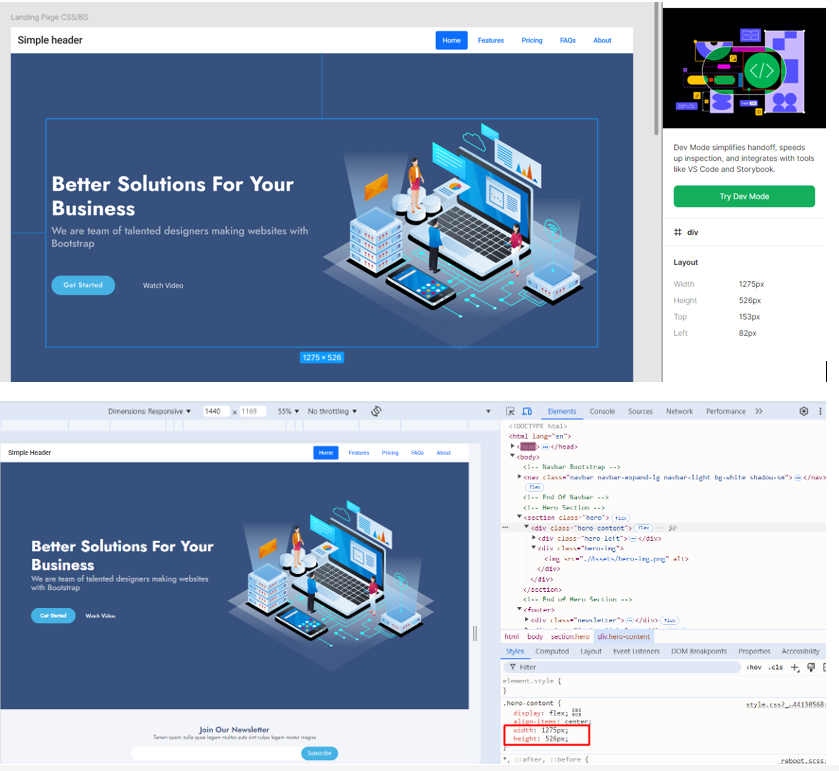 Landing Page CSS/BS
Simple header
Home Features Pricing FAQs About
Better Solutions For Your
Business
We are team of talented designers making websites with
Bootstrap
Get Started Watch Video
1275 × 526
Dev Mode simplifies handoff, speeds
up inspection, and integrates with tools
like VS Code and Storybook.
Try Dev Mode
div
Layout
Width 1275px
Height 526px
Top 153px
Left 82px
Dimensions: Responsive ▼ 1440 × 1169 55% ▼ No throttling ▼
Simple Header
Home Features Pricing FAQs About
Better Solutions For Your
Business
We are team of talented designers making websites
with Bootstrap
Get Started Watch Video
Join Our Newsletter
Tamen quem nulla quae legam multos aute sint culpa legam noster magna
Subscribe
Elements Console Sources Network Performance >>
<!DOCTYPE html>
<html lang="en">
<head> </head>
<body>
<!-- Navbar Bootstrap -->
<nav class="navbar navbar-expand-lg navbar-light bg-white shadow-sm"> </nav>
flex
<!-- End Of Navbar -->
<!-- Hero Section -->
<section class="hero"> flex
<div class="hero-content"> flex == $0
<div class="hero-left"> </div>
<div class="hero-img">
<img src="./Assets/hero-img.png" alt>
</div>
</div>
</section>
<!-- End of Hero Section -->
<footer>
<div class="newsletter"> </div> flex
html body section.hero div.hero-content
Styles Computed Layout Event Listeners DOM Breakpoints Properties Accessibility
Filter :hov .cls +
element.style {
}
.hero-content { style.css?_…44130568:
display: flex;
align-items: center;
width: 1275px;
height: 526px;
}
*, ::after, ::before { _reboot.scss: